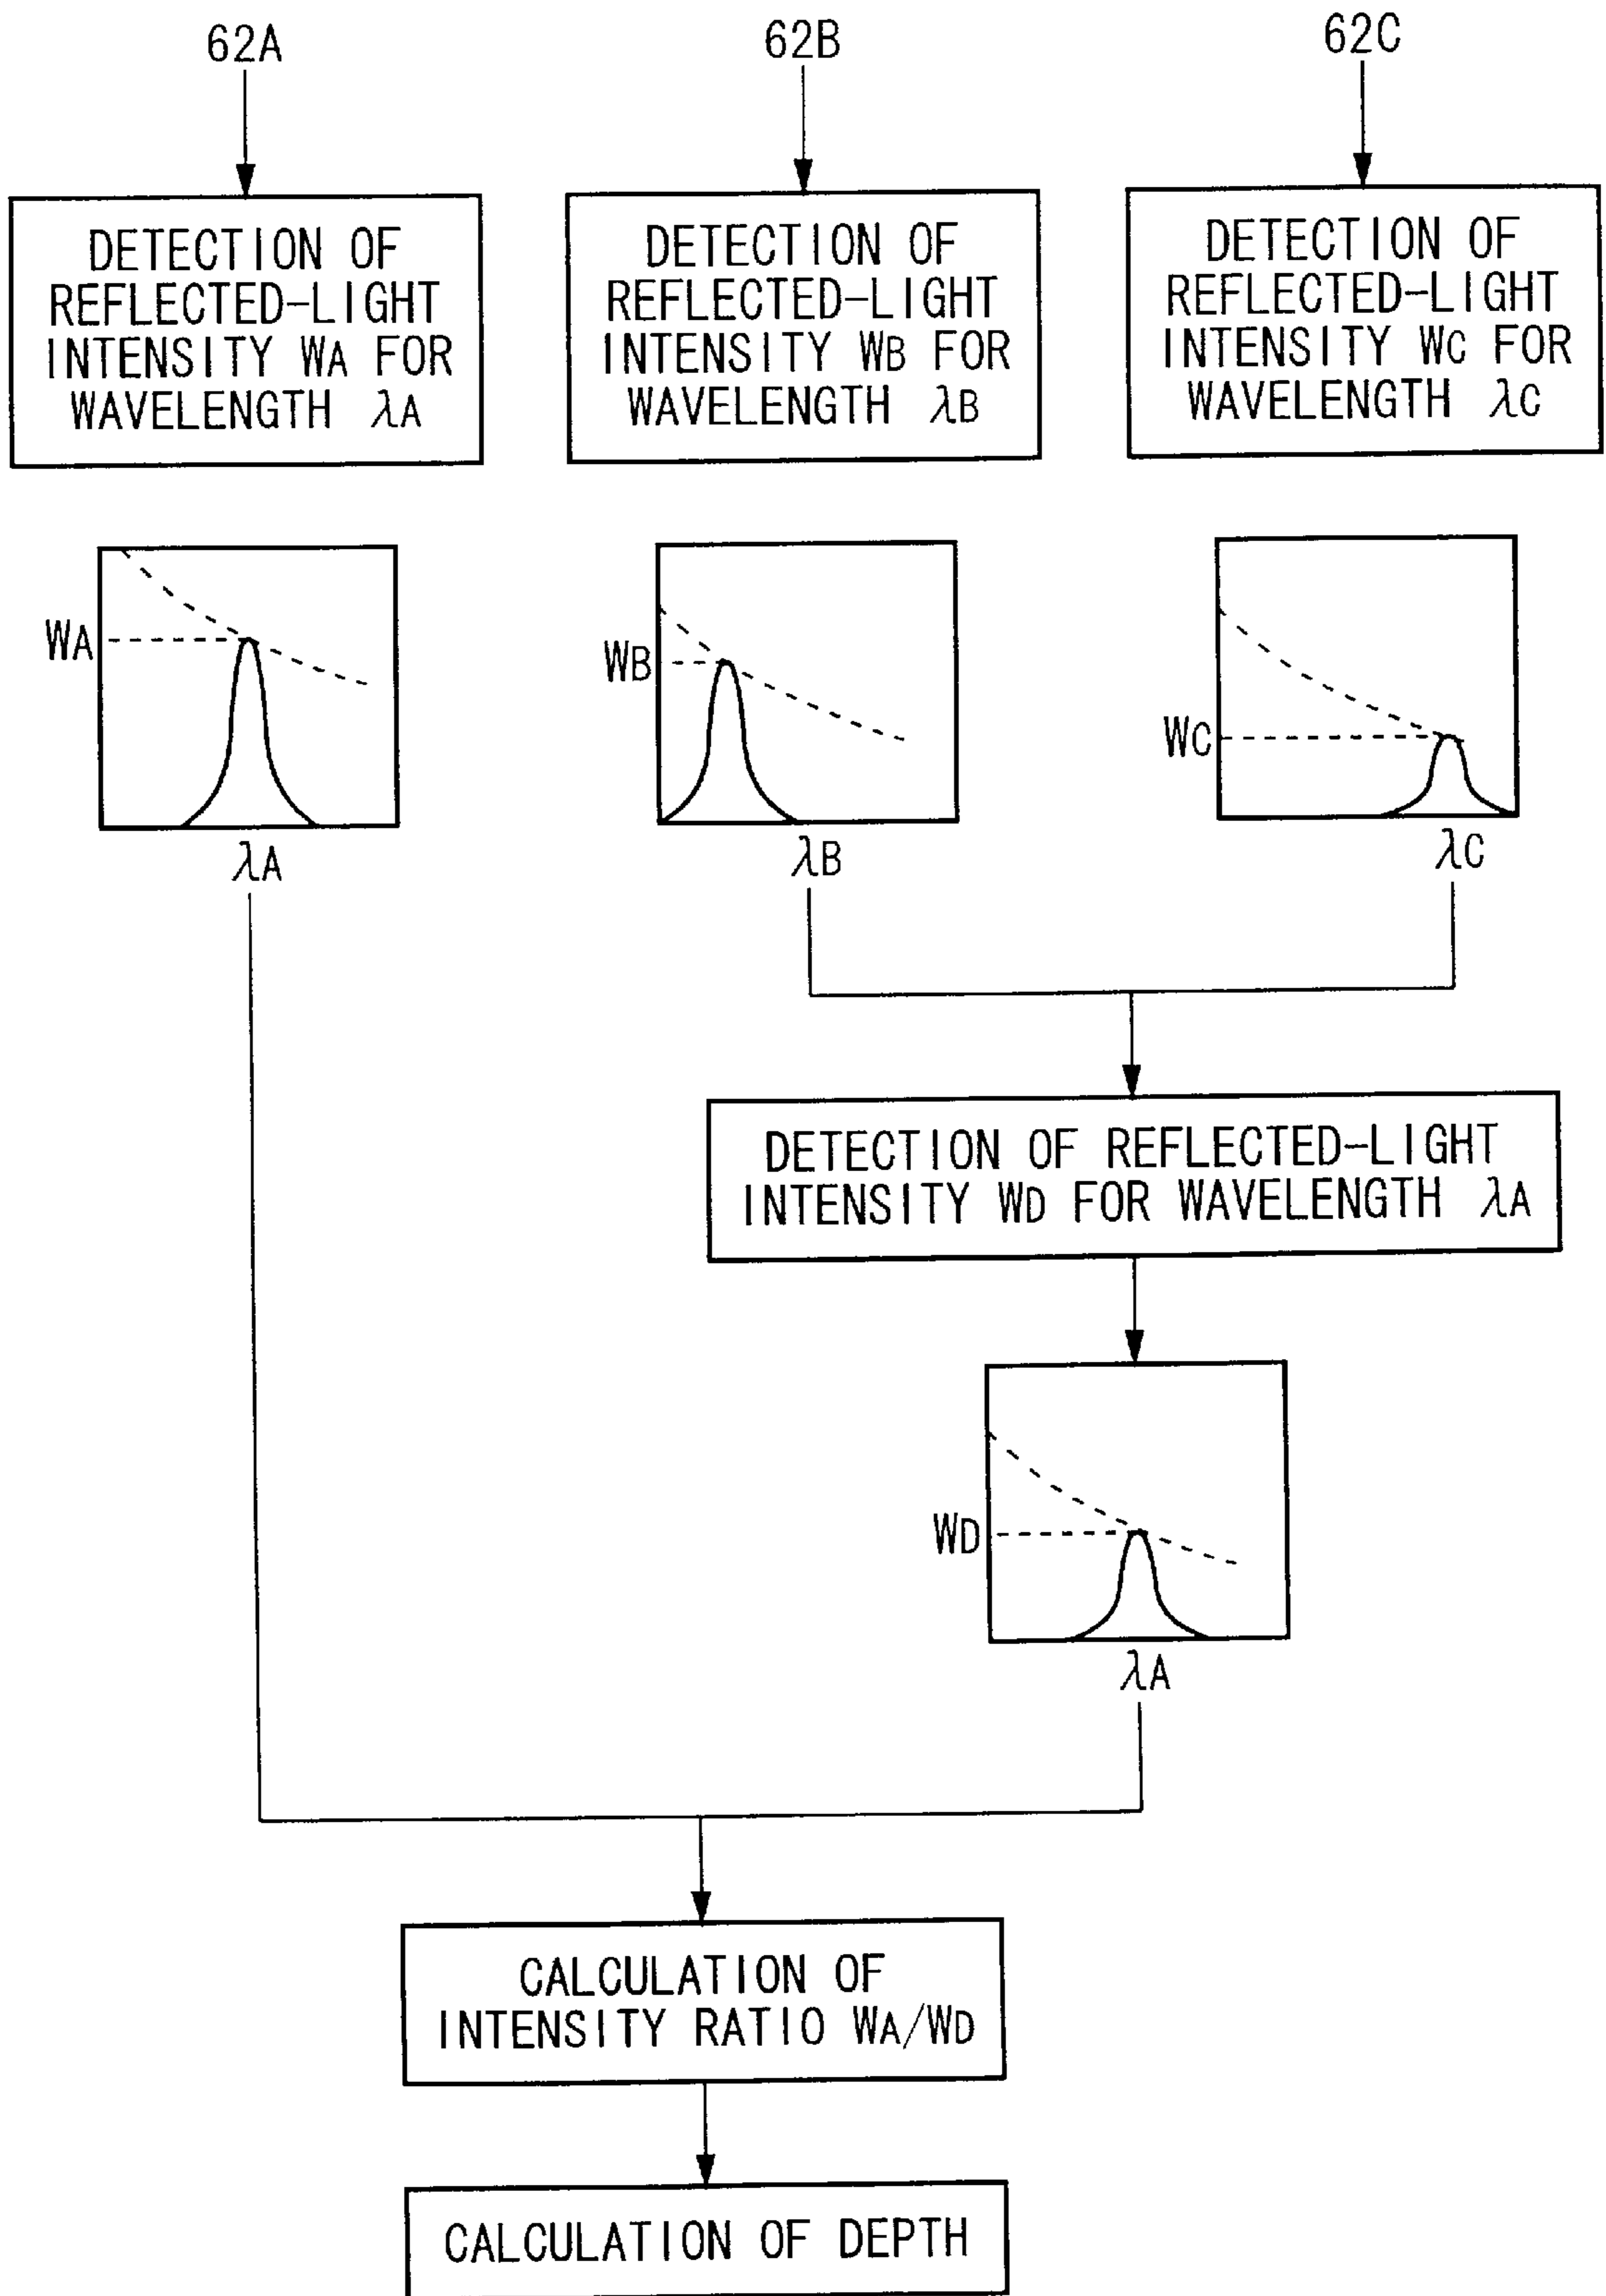 62A
62B
62C
DETECTION OF
REFLECTED-LIGHT
INTENSITY WA FOR
WAVELENGTH λA
DETECTION OF
REFLECTED-LIGHT
INTENSITY WB FOR
WAVELENGTH λB
DETECTION OF
REFLECTED-LIGHT
INTENSITY WC FOR
WAVELENGTH λC
WA
λA
WB
λB
WC
λC
DETECTION OF REFLECTED-LIGHT
INTENSITY WD FOR WAVELENGTH λA
WD
λA
CALCULATION OF
INTENSITY RATIO WA/WD
CALCULATION OF DEPTH